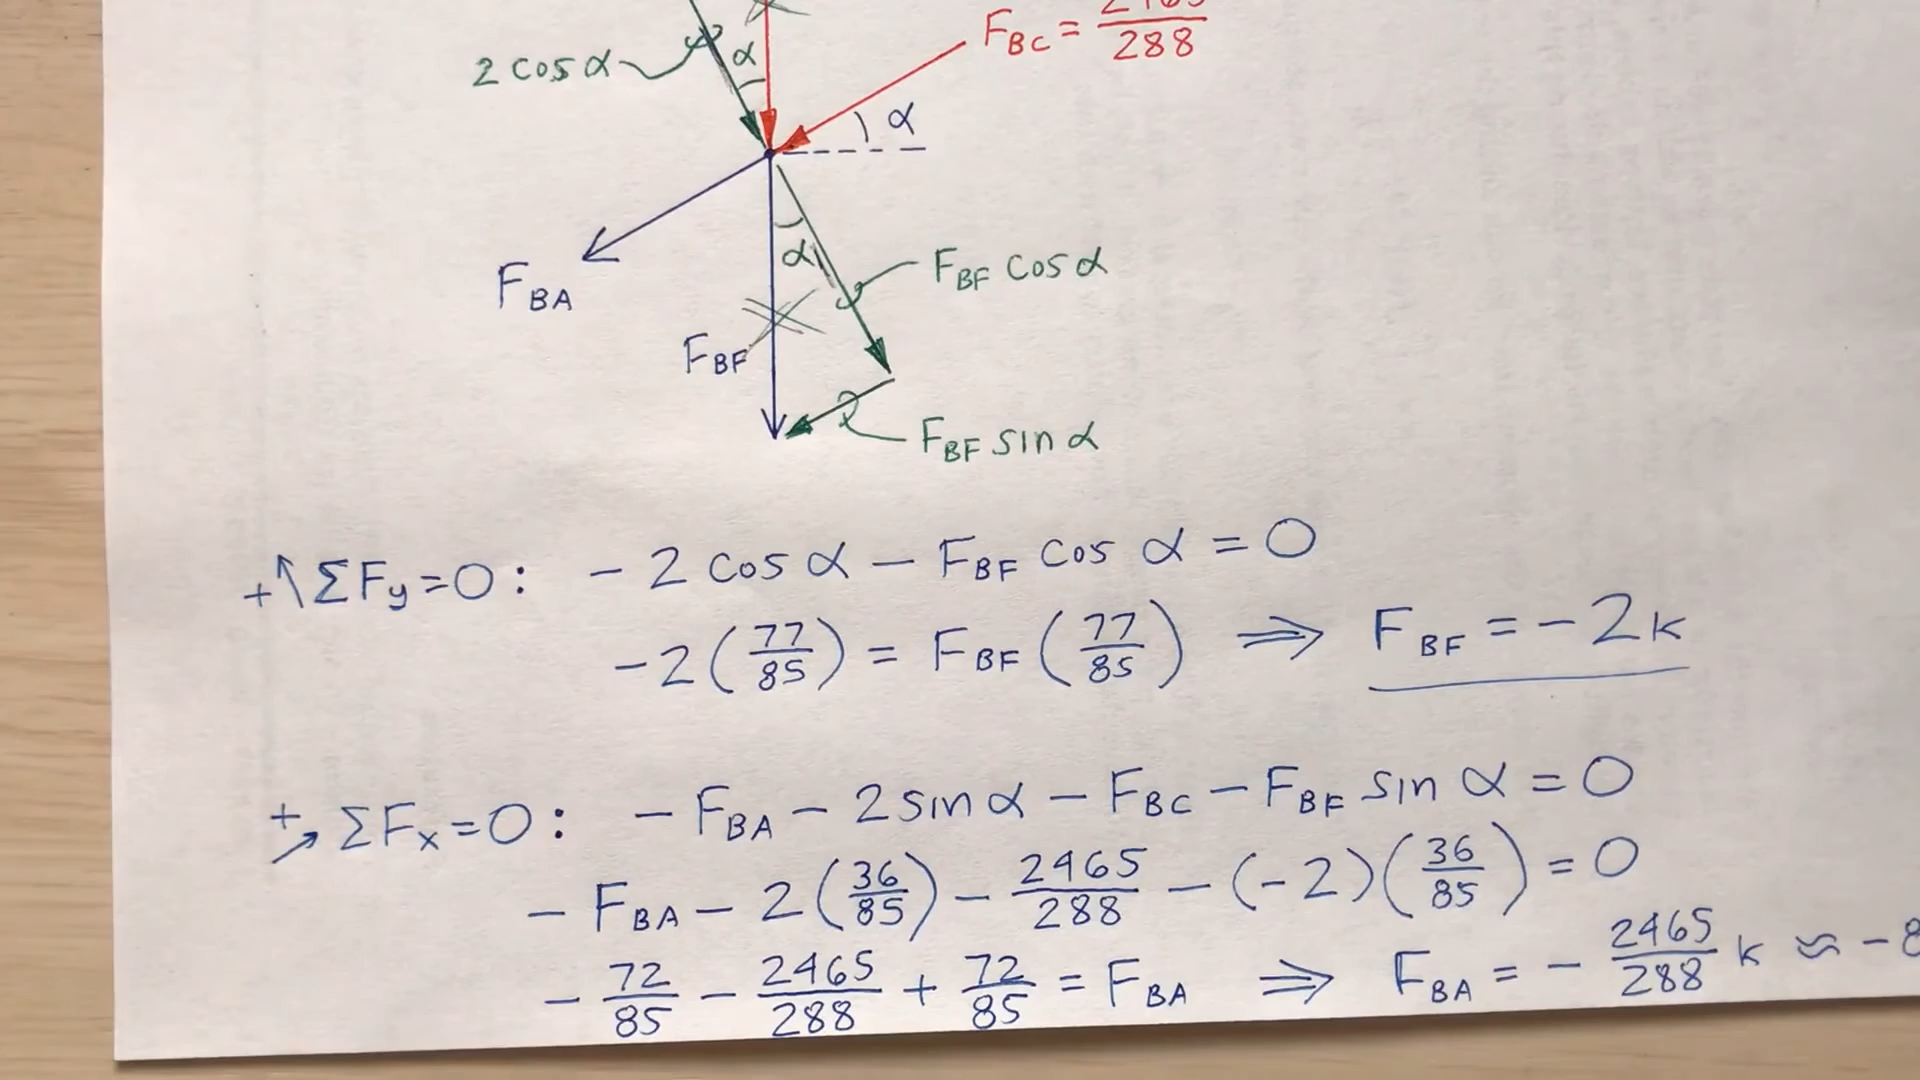 2 cos α
α
F_BC = 2465/288
α
F_BA
α
F_BF cos α
F_BF
F_BF sin α
+↖ ΣF_y = 0 : - 2 cos α - F_BF cos α = 0
-2 (77/85) = F_BF (77/85) ⟹ F_BF = -2k
+↗ ΣF_x = 0 : - F_BA - 2 sin α - F_BC - F_BF sin α = 0
- F_BA - 2 (36/85) - 2465/288 - (-2)(36/85) = 0
- 72/85 - 2465/288 + 72/85 = F_BA ⟹ F_BA = - 2465/288 k ≈ -8